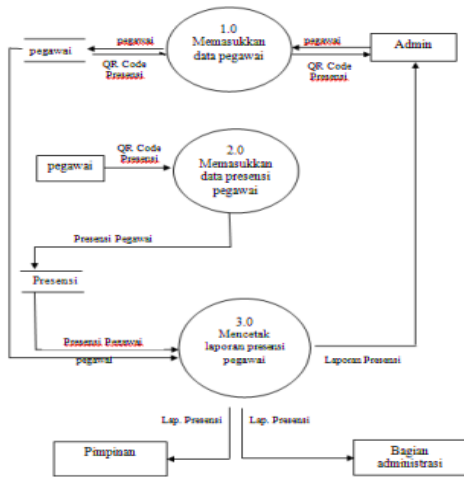 1.0
Memasukkan
data pegawai
pegawai
pegawai
pegawai
Admin
QR Code
Presensi
QR Code
Presensi
2.0
Memasukkan
data presensi
pegawai
QR Code
Presensi
pegawai
Presensi Pegawai
Presensi
3.0
Mencetak
laporan presensi
pegawai
Presensi Pegawai
pegawai
Laporan Presensi
Lap. Presensi
Lap. Presensi
Pimpinan
Bagian
administrasi